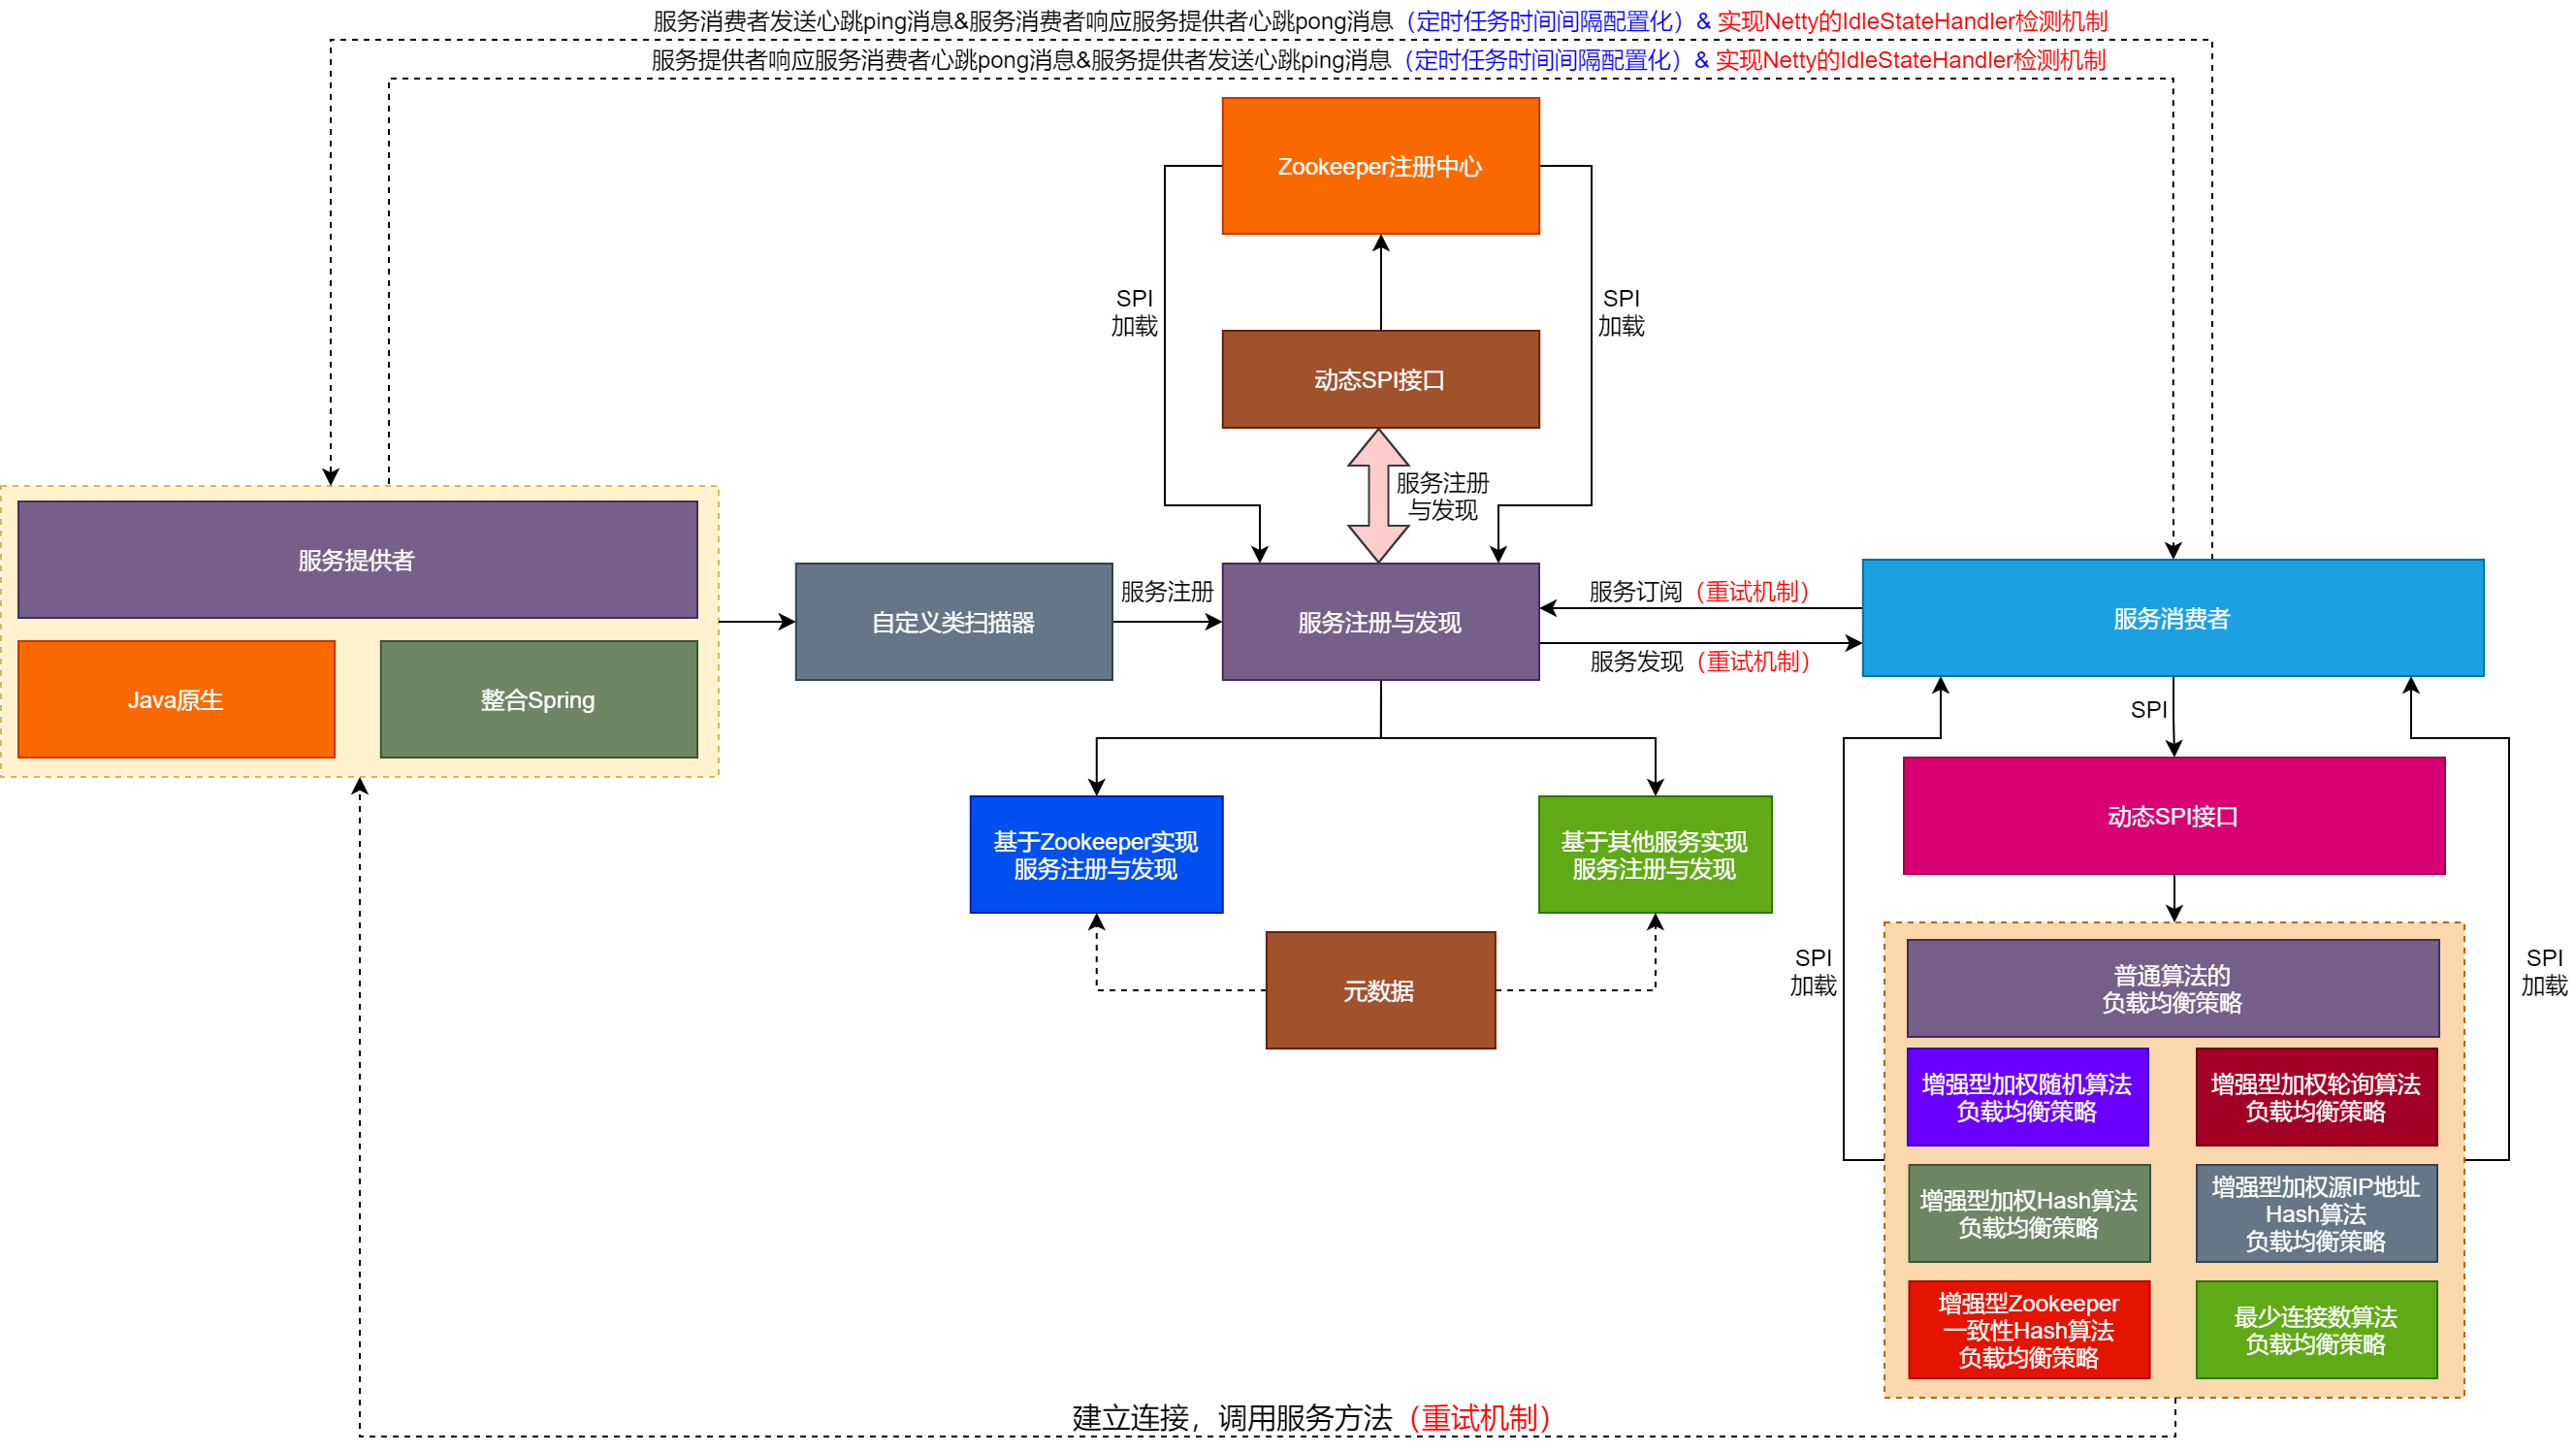 服务消费者发送心跳ping消息&服务消费者响应服务提供者心跳pong消息（定时任务时间间隔配置化）& 实现Netty的IdleStateHandler检测机制
服务提供者响应服务消费者心跳pong消息&服务提供者发送心跳ping消息（定时任务时间间隔配置化）& 实现Netty的IdleStateHandler检测机制
Zookeeper注册中心
SPI
加载
SPI
加载
动态SPI接口
服务注册
与发现
服务提供者
Java原生
整合Spring
自定义类扫描器
服务注册
服务注册与发现
服务订阅（重试机制）
服务发现（重试机制）
服务消费者
SPI
动态SPI接口
基于Zookeeper实现
服务注册与发现
基于其他服务实现
服务注册与发现
元数据
SPI
加载
SPI
加载
普通算法的
负载均衡策略
增强型加权随机算法
负载均衡策略
增强型加权轮询算法
负载均衡策略
增强型加权Hash算法
负载均衡策略
增强型加权源IP地址
Hash算法
负载均衡策略
增强型Zookeeper
一致性Hash算法
负载均衡策略
最少连接数算法
负载均衡策略
建立连接，调用服务方法（重试机制）